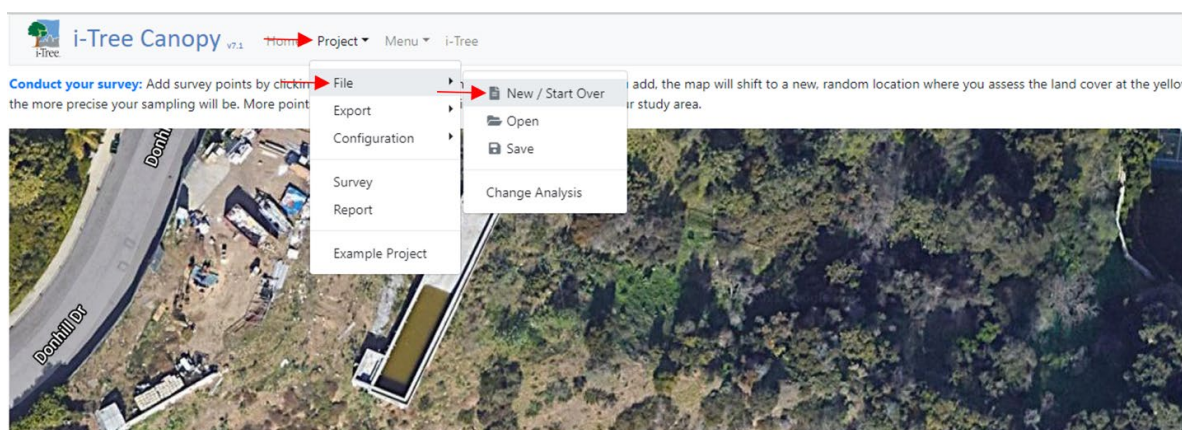 i-Tree Canopy v7.1 Home Project Menu i-Tree
i-Tree
Conduct your survey: Add survey points by clicking add, the map will shift to a new, random location where you assess the land cover at the yellow
the more precise your sampling will be. More point r study area.
File
Export
Configuration
Survey
Report
Example Project
New / Start Over
Open
Save
Change Analysis
Donhill Dr
Donhill Dr